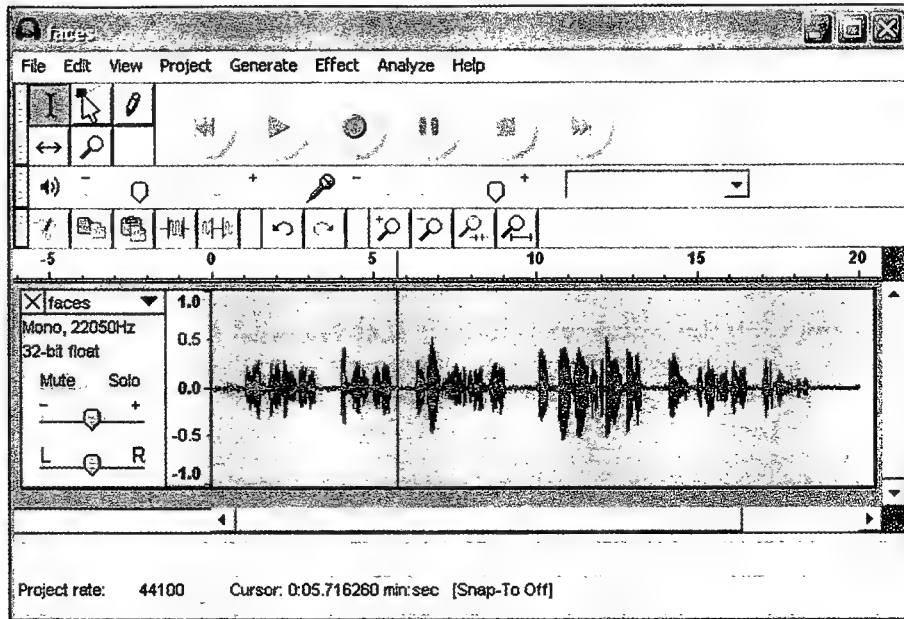 faces
File Edit View Project Generate Effect Analyze Help
- + - +
-5 0 5 10 15 20
faces
Mono, 22050Hz
32-bit float
Mute Solo
- +
L R
1.0
0.5
0.0
-0.5
-1.0
Project rate: 44100 Cursor: 0:05.716260 min:sec [Snap-To Off]